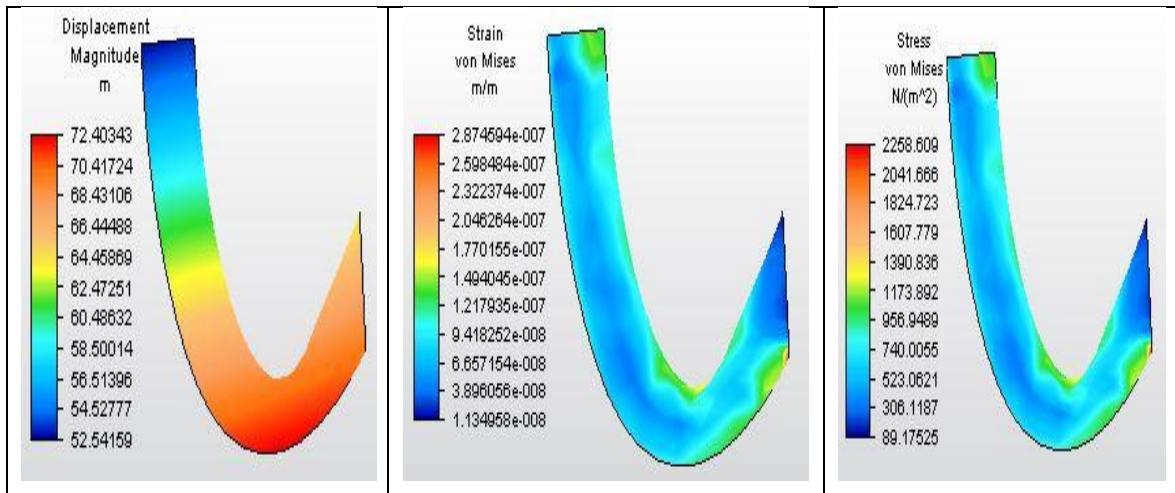 Displacement
Magnitude
m
72.40343
70.41724
68.43106
66.44488
64.45869
62.47251
60.48632
58.50014
56.51396
54.52777
52.54159
Strain
von Mises
m/m
2.874594e-007
2.598484e-007
2.322374e-007
2.046264e-007
1.770155e-007
1.494045e-007
1.217935e-007
9.418252e-008
6.657154e-008
3.896056e-008
1.134958e-008
Stress
von Mises
N/(m^2)
2258.609
2041.666
1824.723
1607.779
1390.836
1173.892
956.9489
740.0055
523.0621
306.1187
89.17525